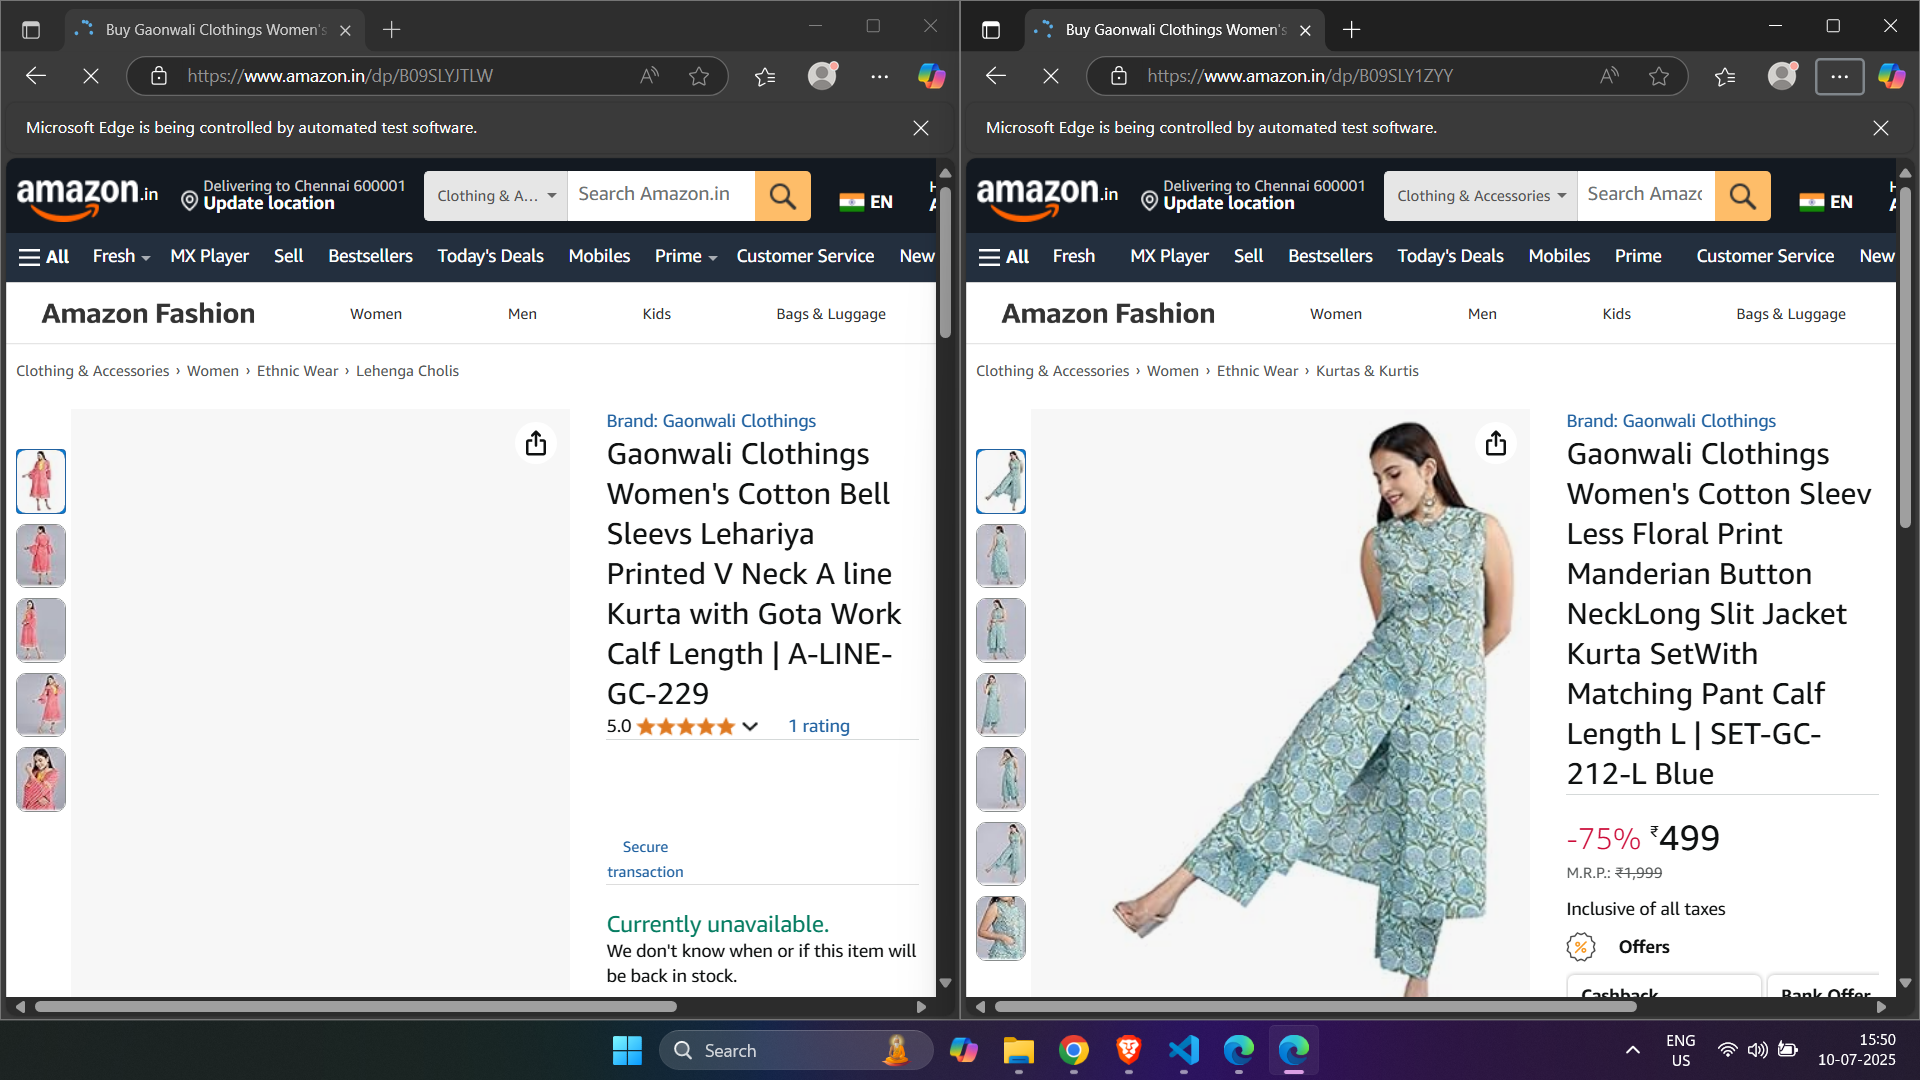 Buy Gaonwali Clothings Women's
https://www.amazon.in/dp/B09SLYJTLW
Microsoft Edge is being controlled by automated test software.
amazon.in
Delivering to Chennai 600001
Update location
Clothing & A...
Search Amazon.in
EN
All
Fresh
MX Player
Sell
Bestsellers
Today's Deals
Mobiles
Prime
Customer Service
New
Amazon Fashion
Women
Men
Kids
Bags & Luggage
Clothing & Accessories › Women › Ethnic Wear › Lehenga Cholis
Brand: Gaonwali Clothings
Gaonwali Clothings
Women's Cotton Bell
Sleevs Lehariya
Printed V Neck A line
Kurta with Gota Work
Calf Length | A-LINE-
GC-229
5.0
1 rating
Secure
transaction
Currently unavailable.
We don't know when or if this item will
be back in stock.
Buy Gaonwali Clothings Women's
https://www.amazon.in/dp/B09SLY1ZYY
Microsoft Edge is being controlled by automated test software.
amazon.in
Delivering to Chennai 600001
Update location
Clothing & Accessories
Search Amazo
EN
All
Fresh
MX Player
Sell
Bestsellers
Today's Deals
Mobiles
Prime
Customer Service
New
Amazon Fashion
Women
Men
Kids
Bags & Luggage
Clothing & Accessories › Women › Ethnic Wear › Kurtas & Kurtis
Brand: Gaonwali Clothings
Gaonwali Clothings
Women's Cotton Sleev
Less Floral Print
Manderian Button
NeckLong Slit Jacket
Kurta SetWith
Matching Pant Calf
Length L | SET-GC-
212-L Blue
-75% ₹499
M.R.P.: ₹1,999
Inclusive of all taxes
Offers
Cashback
Bank Offer
Search
ENG
US
15:50
10-07-2025